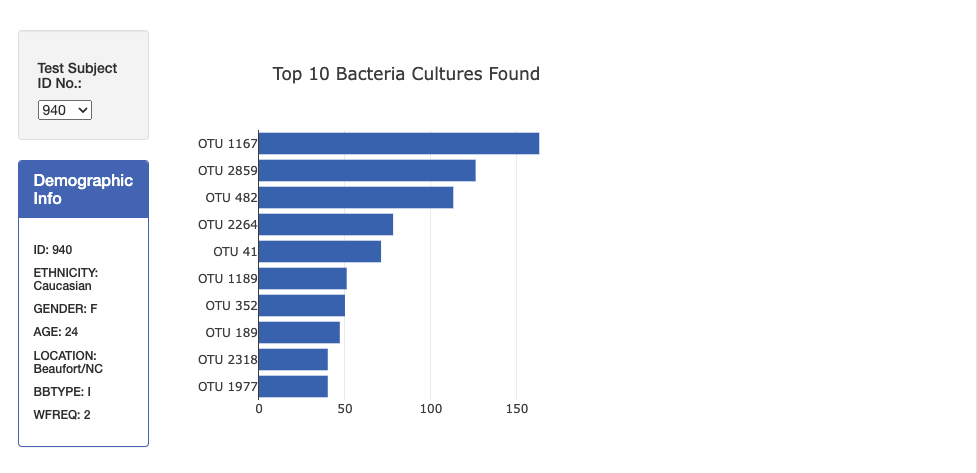 Test Subject
ID No.:
940
Demographic
Info
ID: 940
ETHNICITY:
Caucasian
GENDER: F
AGE: 24
LOCATION:
Beaufort/NC
BBTYPE: I
WFREQ: 2
Top 10 Bacteria Cultures Found
OTU 1167
OTU 2859
OTU 482
OTU 2264
OTU 41
OTU 1189
OTU 352
OTU 189
OTU 2318
OTU 1977
0 50 100 150